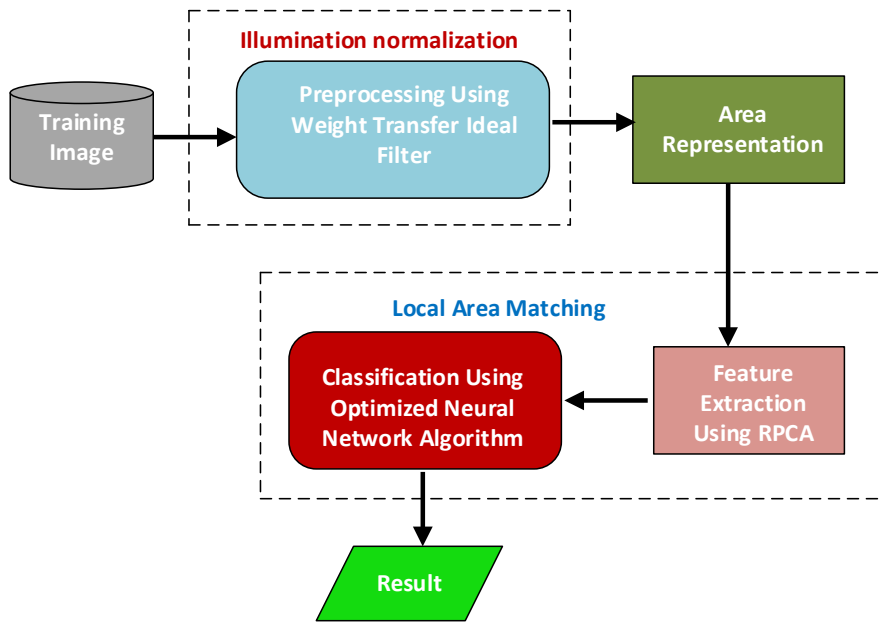 Illumination normalization
Training
Image
Preprocessing Using
Weight Transfer Ideal
Filter
Area
Representation
Local Area Matching
Feature
Extraction
Using RPCA
Classification Using
Optimized Neural
Network Algorithm
Result